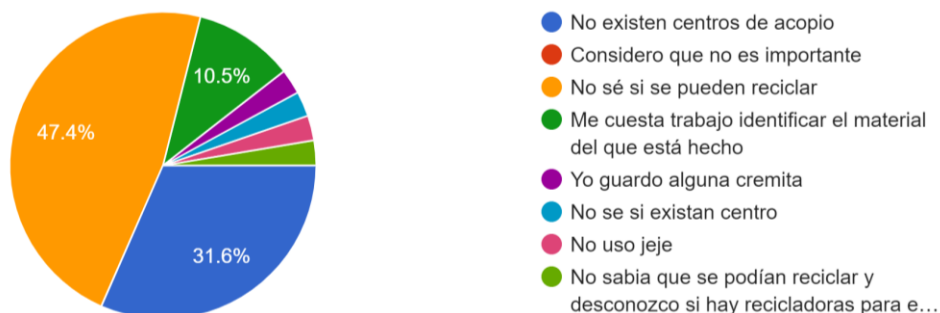 47.4%
10.5%
31.6%
No existen centros de acopio
Considero que no es importante
No sé si se pueden reciclar
Me cuesta trabajo identificar el material
del que está hecho
Yo guardo alguna cremita
No se si existan centro
No uso jeje
No sabia que se podían reciclar y
desconozco si hay recicladoras para e…